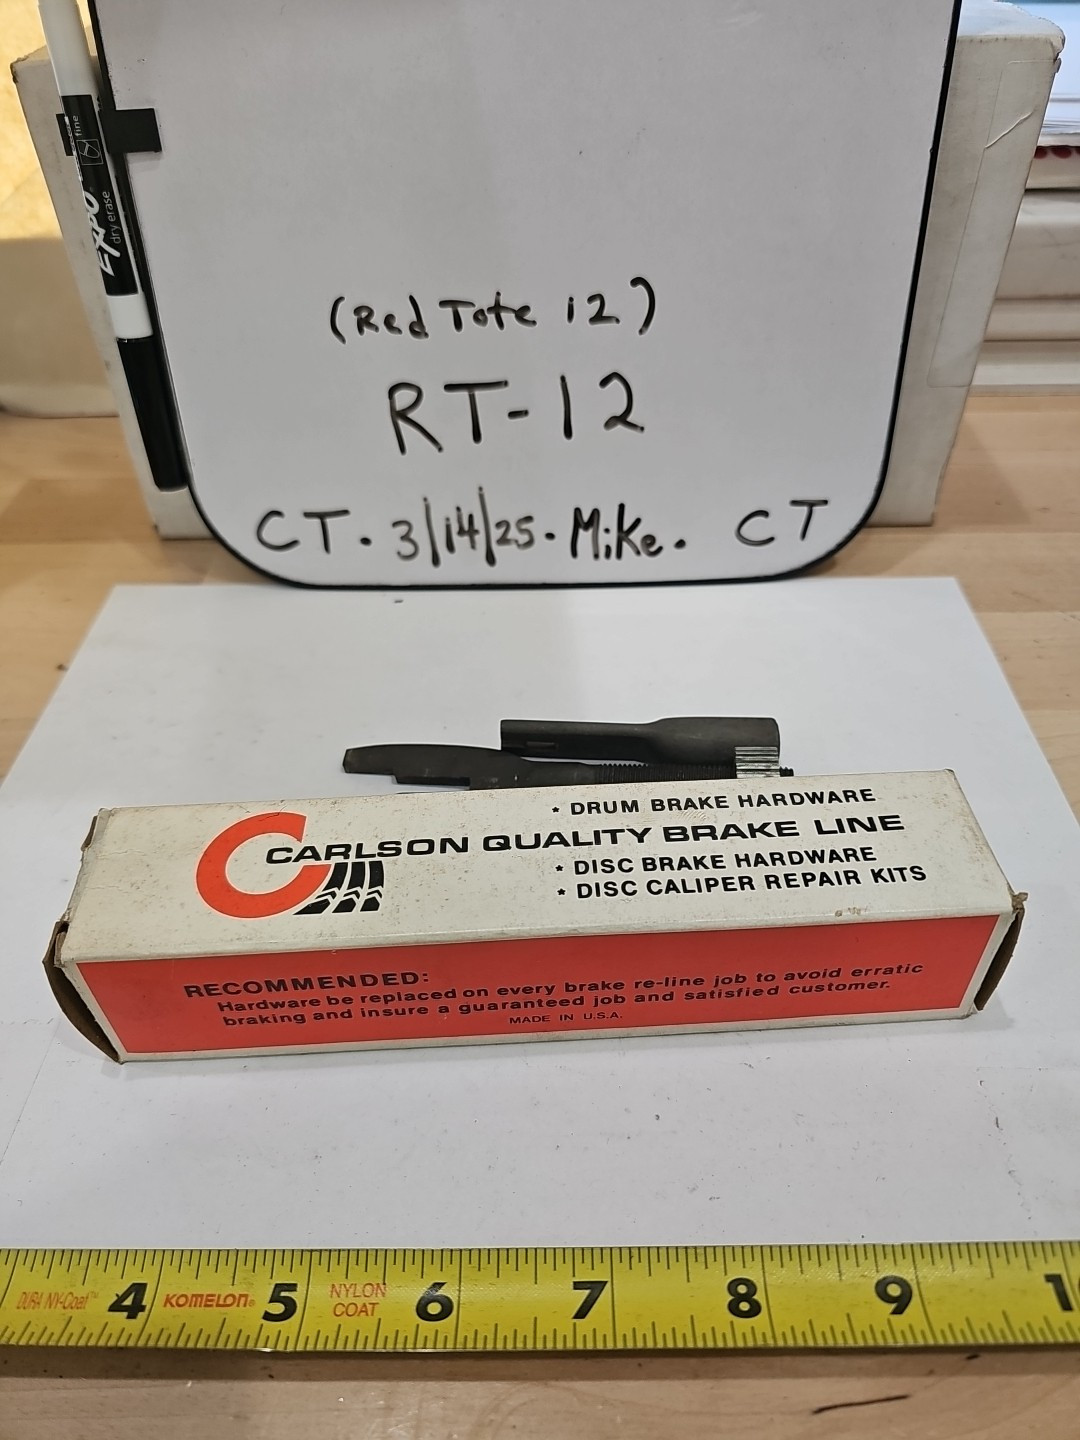 EXPO dry erase fine
(Red Tote 12)
RT-12
CT. 3/14/25. Mike. CT
* DRUM BRAKE HARDWARE
CARLSON QUALITY BRAKE LINE
* DISC BRAKE HARDWARE
* DISC CALIPER REPAIR KITS
RECOMMENDED:
Hardware be replaced on every brake re-line job to avoid erratic
braking and insure a guaranteed job and satisfied customer.
MADE IN U.S.A.
DURA NY-Coat™ 4 KOMELON® 5 NYLON COAT 6 7 8 9 10